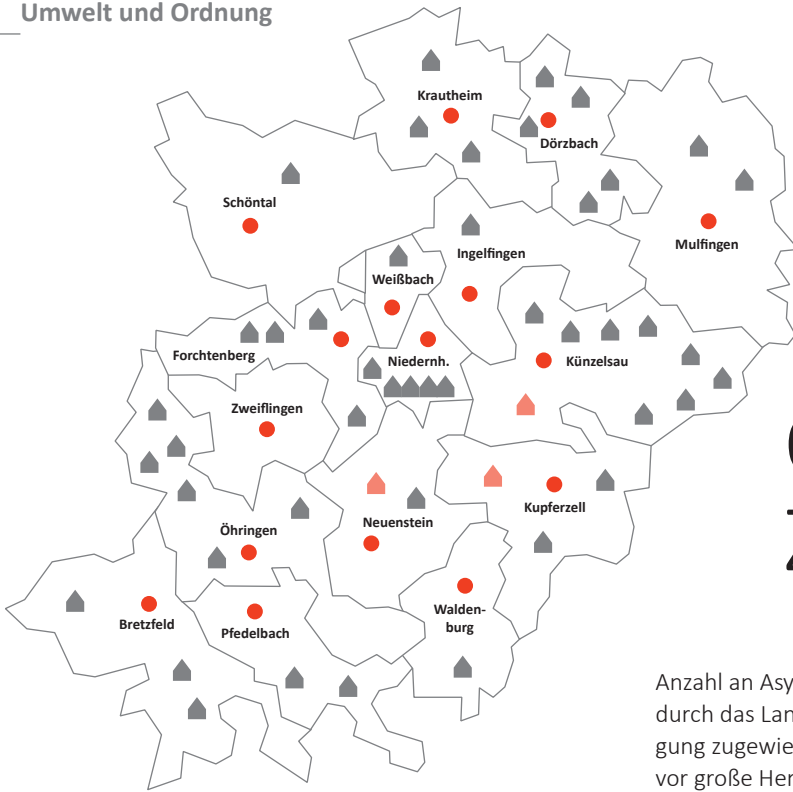 Umwelt und Ordnung
Krautheim
Dörzbach
Schöntal
Mulfingen
Ingelfingen
Weißbach
Forchtenberg
Niedernh.
Künzelsau
Zweiflingen
Kupferzell
Neuenstein
Öhringen
Walden-
burg
Bretzfeld
Pfedelbach
Anzahl an Asy
durch das Lan
gung zugewie
vor große Her